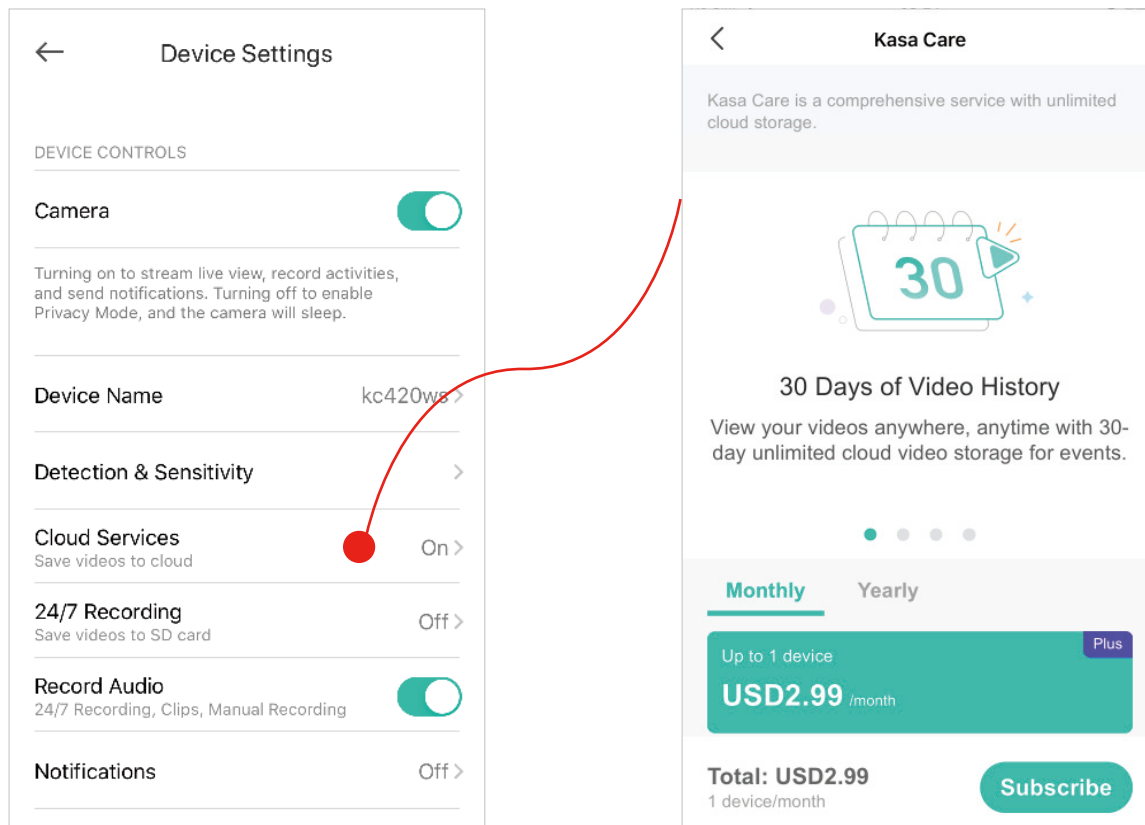 Device Settings
DEVICE CONTROLS
Camera
Turning on to stream live view, record activities,
and send notifications. Turning off to enable
Privacy Mode, and the camera will sleep.
Device Name
kc420ws
Detection & Sensitivity
Cloud Services
Save videos to cloud
On
24/7 Recording
Save videos to SD card
Off
Record Audio
24/7 Recording, Clips, Manual Recording
Notifications
Off
Kasa Care
Kasa Care is a comprehensive service with unlimited
cloud storage.
30
30 Days of Video History
View your videos anywhere, anytime with 30-
day unlimited cloud video storage for events.
Monthly
Yearly
Plus
Up to 1 device
USD2.99 /month
Total: USD2.99
1 device/month
Subscribe